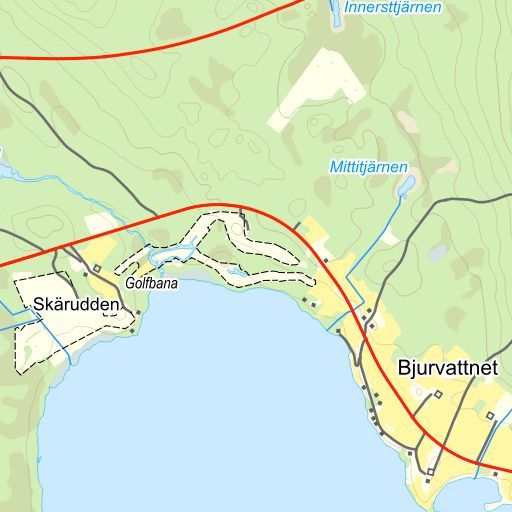 Innersttjärnen
Mittitjärnen
Golfbana
Skärudden
Bjurvattnet